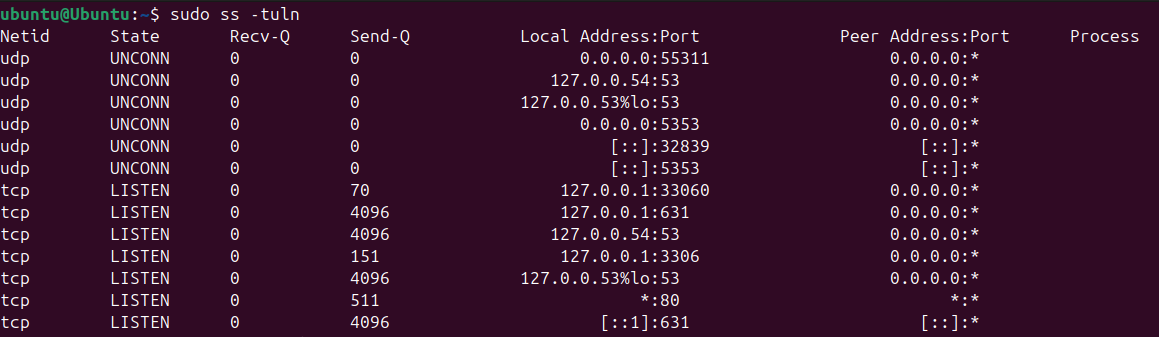 ubuntu@Ubuntu:~$ sudo ss -tuln
Netid State Recv-Q Send-Q Local Address:Port Peer Address:Port Process
udp UNCONN 0 0 0.0.0.0:55311 0.0.0.0:*
udp UNCONN 0 0 127.0.0.54:53 0.0.0.0:*
udp UNCONN 0 0 127.0.0.53%lo:53 0.0.0.0:*
udp UNCONN 0 0 0.0.0.0:5353 0.0.0.0:*
udp UNCONN 0 0 [::]:32839 [::]:*
udp UNCONN 0 0 [::]:5353 [::]:*
tcp LISTEN 0 70 127.0.0.1:33060 0.0.0.0:*
tcp LISTEN 0 4096 127.0.0.1:631 0.0.0.0:*
tcp LISTEN 0 4096 127.0.0.54:53 0.0.0.0:*
tcp LISTEN 0 151 127.0.0.1:3306 0.0.0.0:*
tcp LISTEN 0 4096 127.0.0.53%lo:53 0.0.0.0:*
tcp LISTEN 0 511 *:80 *:*
tcp LISTEN 0 4096 [::1]:631 [::]:*